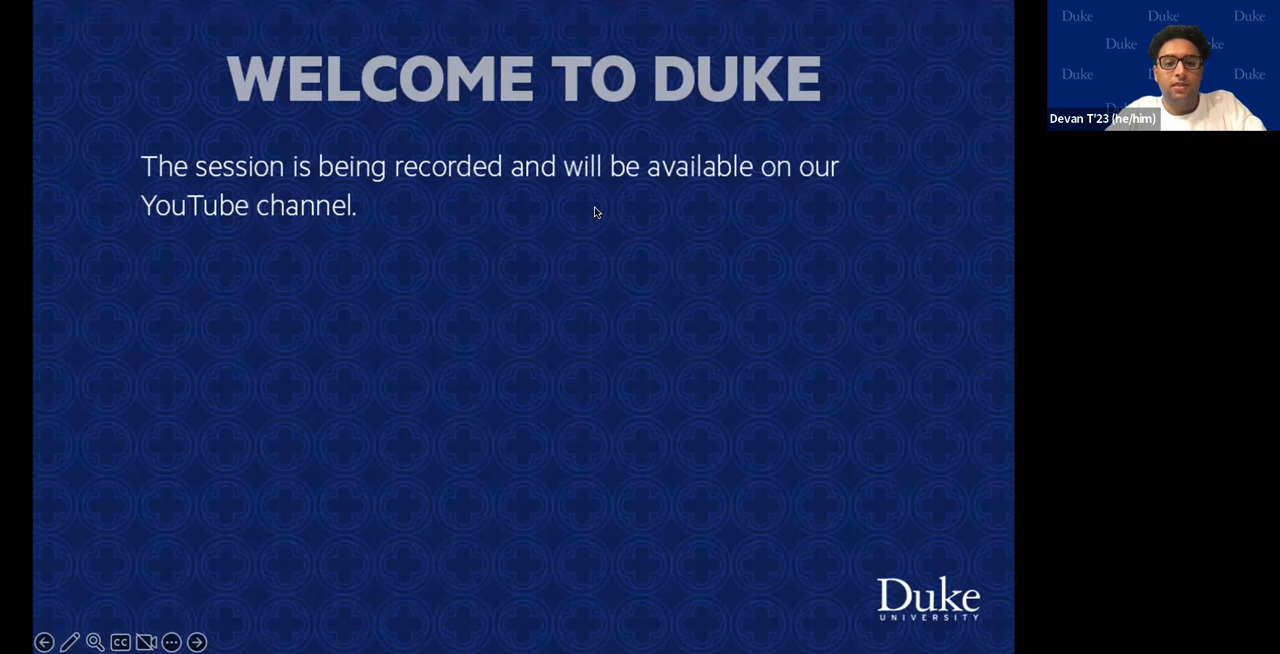 WELCOME TO DUKE
The session is being recorded and will be available on our
YouTube channel.
Duke
UNIVERSITY
CC
Duke Duke Duke
Duke
Duke Duke
Devan T'23 (he/him)